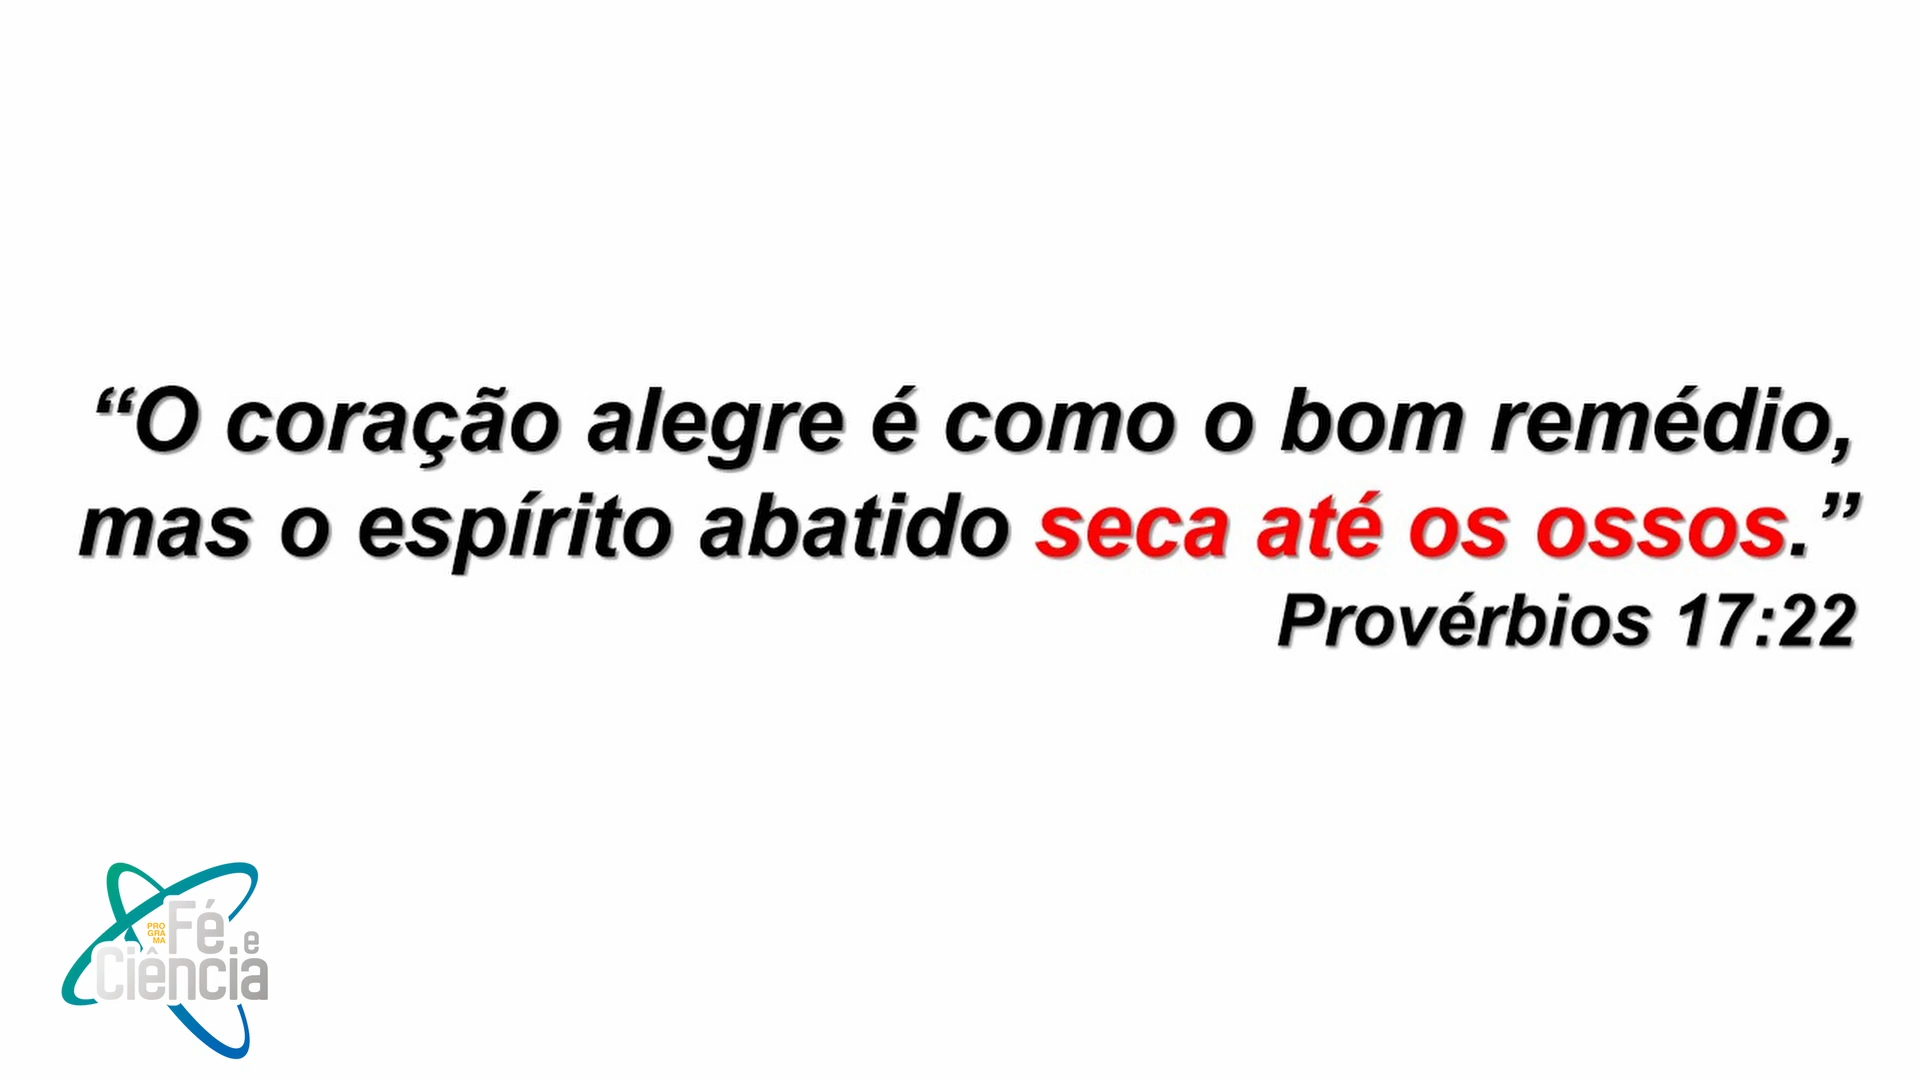 “O coração alegre é como o bom remédio,
mas o espírito abatido seca até os ossos.”
Provérbios 17:22
PRO
GRA
MA
Fé e
Ciência